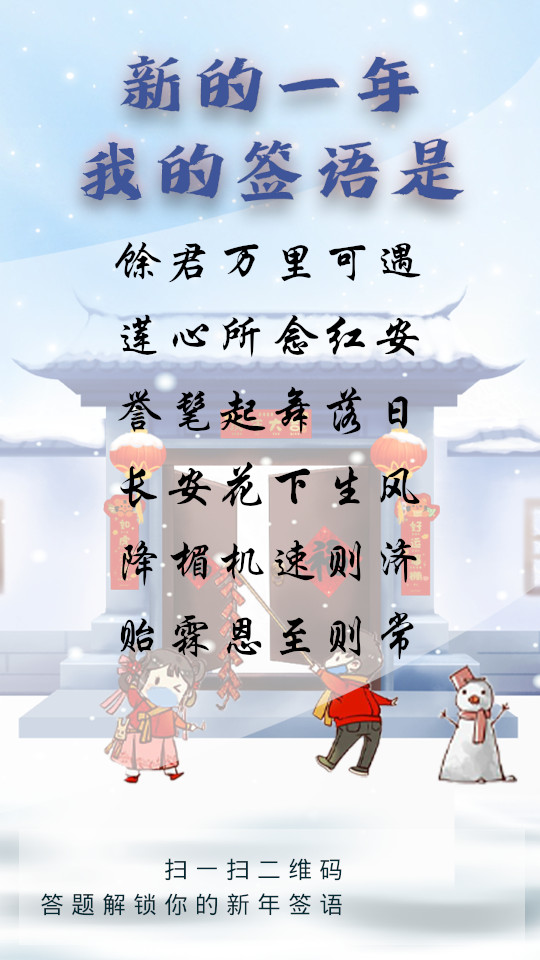 新的一年
我的签语是
馀君万里可遇
莲心所念红安
誉髦起舞落日
长安花下生风
降楣机速则济
贻霖恩至则常
扫一扫二维码
答题解锁你的新年签语